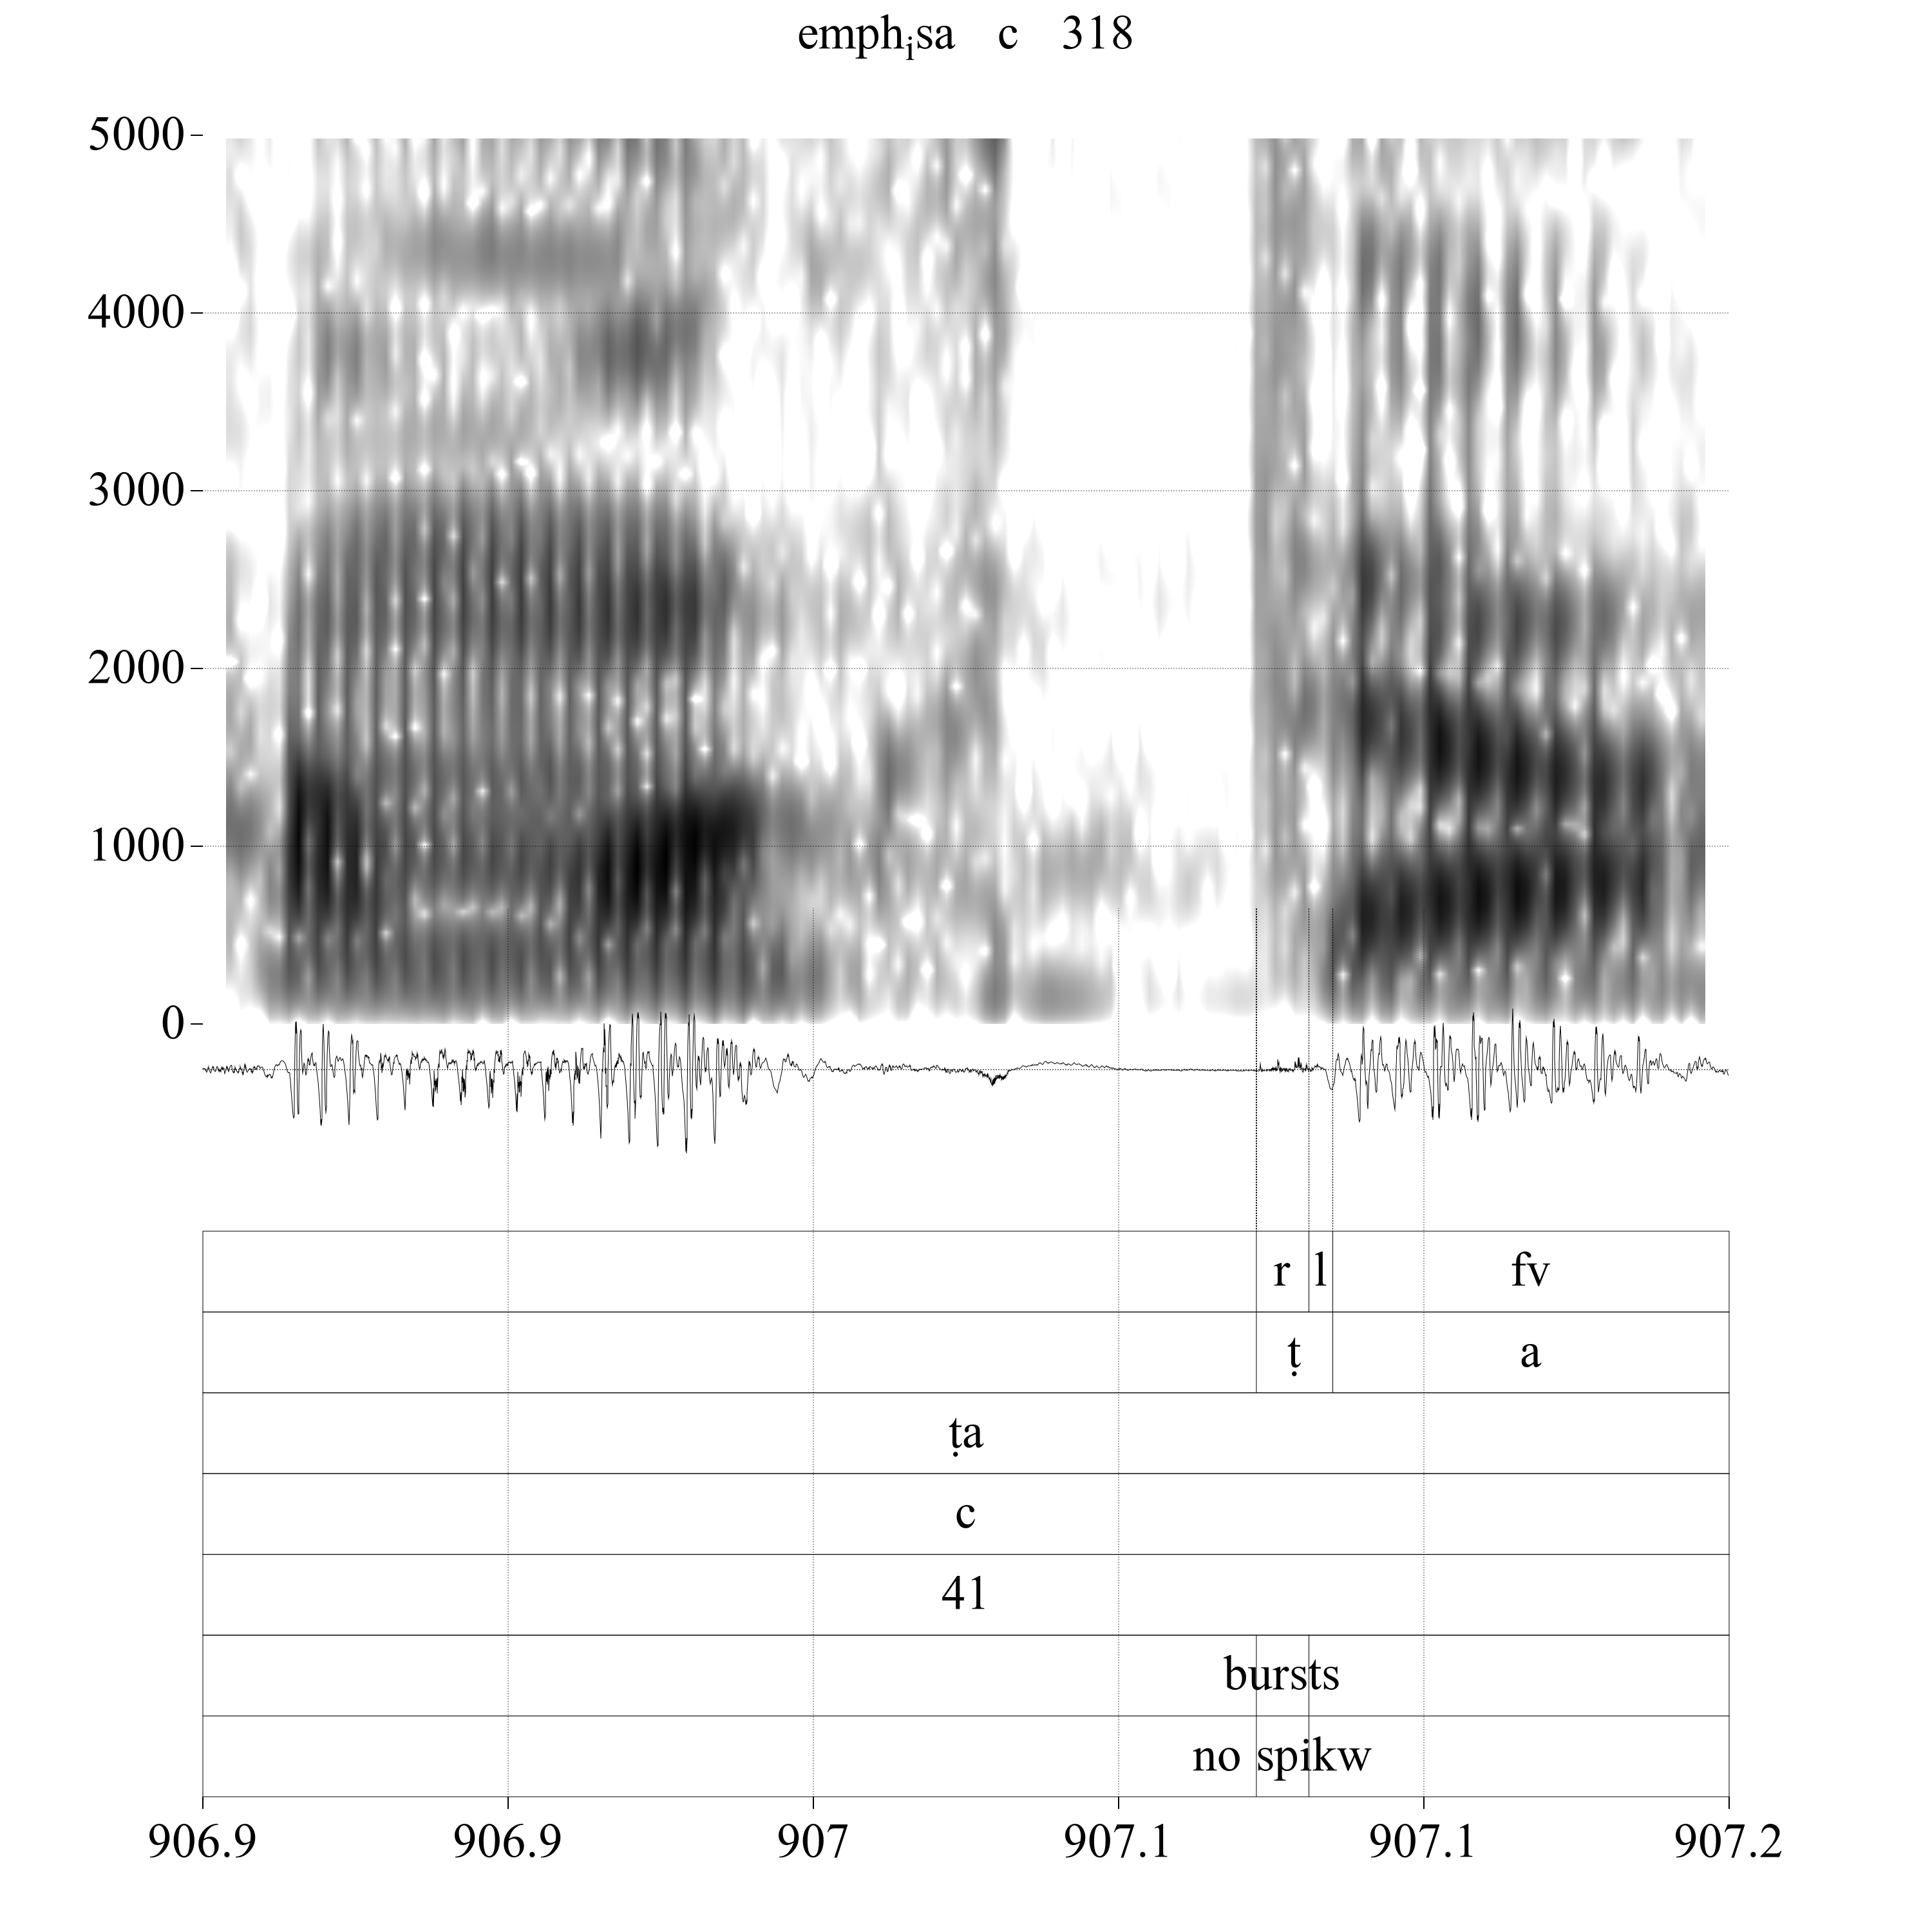 emphisa c 318
5000
4000
3000
2000
1000
0
r l fv
ṭ a
ṭa
c
41
bursts
no spikw
906.9 906.9 907 907.1 907.1 907.2